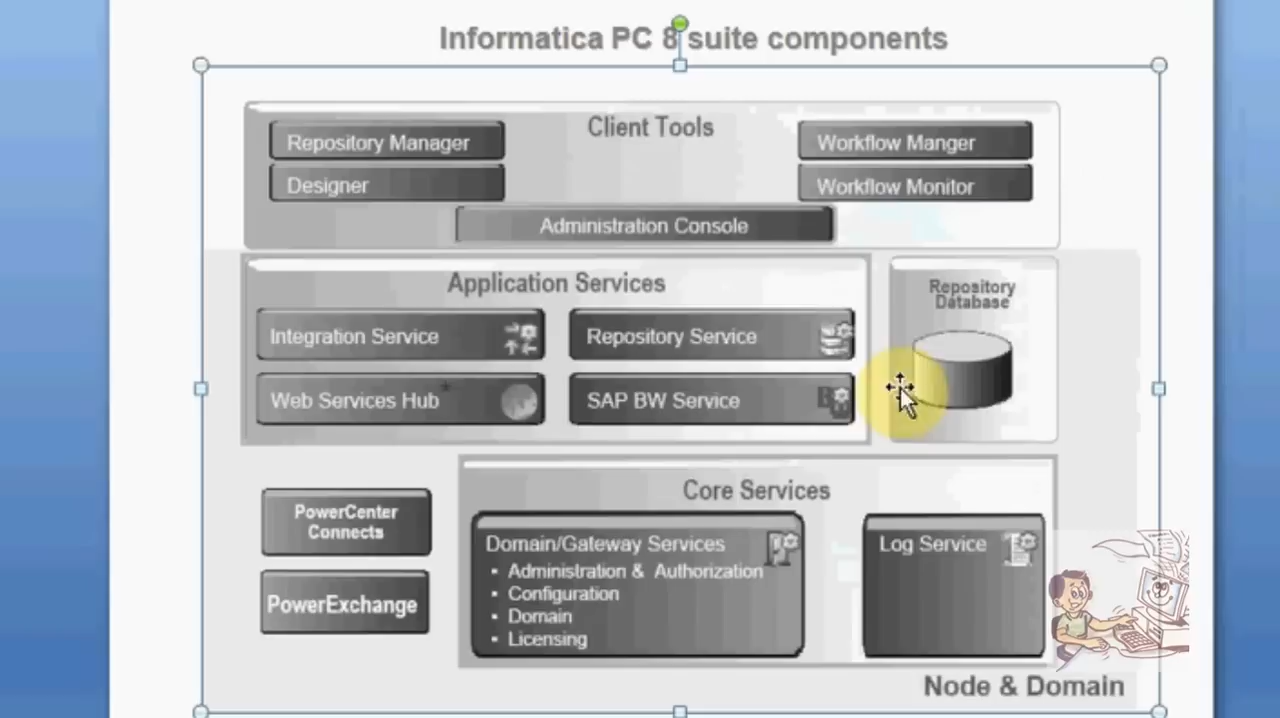 Informatica PC 8 suite components
Client Tools
Repository Manager
Workflow Manger
Designer
Workflow Monitor
Administration Console
Application Services
Repository
Database
Integration Service
Repository Service
Web Services Hub *
SAP BW Service
Core Services
PowerCenter
Connects
Domain/Gateway Services
Log Service
▪ Administration & Authorization
▪ Configuration
▪ Domain
▪ Licensing
PowerExchange
Node & Domain